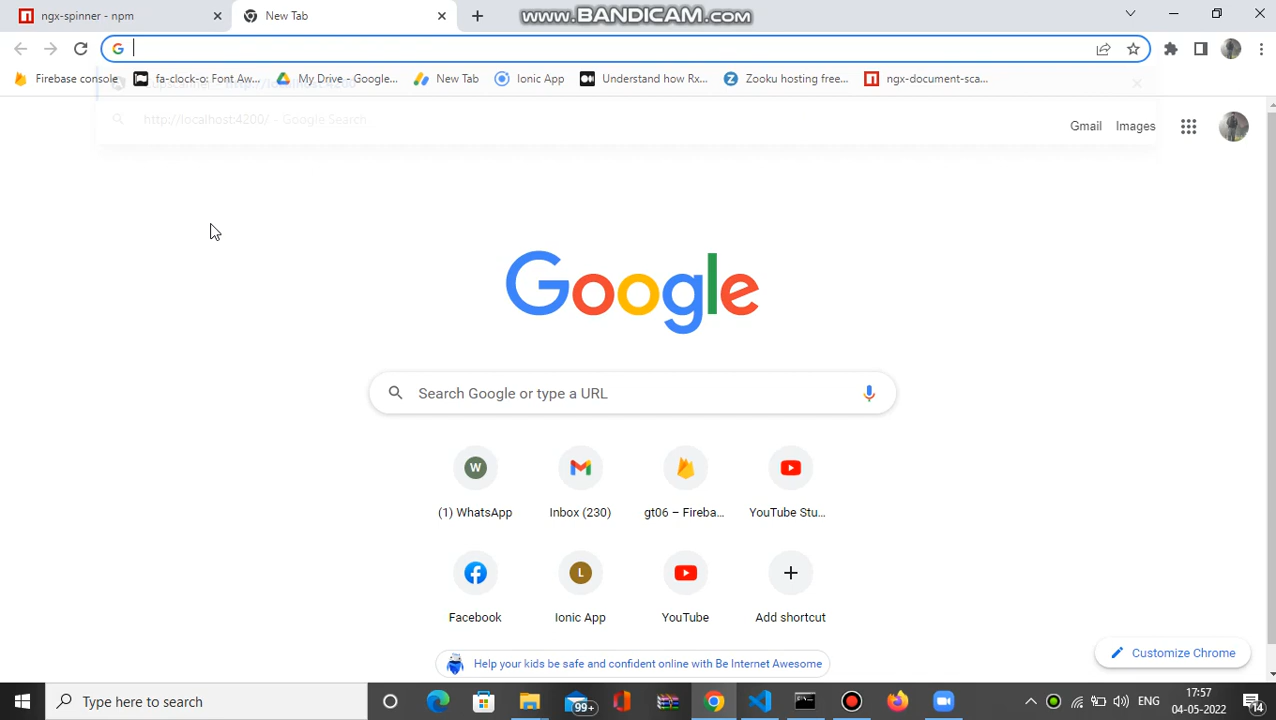 ngx-spinner - npm
New Tab
www.BANDICAM.com
Firebase console
fa-clock-o: Font Aw...
My Drive - Google...
New Tab
Ionic App
Understand how Rx...
Zooku hosting free...
ngx-document-sca...
http://localhost:4200/ - Google Search
Gmail
Images
Google
Search Google or type a URL
W
(1) WhatsApp
Inbox (230)
gt06 – Fireba...
YouTube Stu...
Facebook
L
Ionic App
YouTube
Add shortcut
Help your kids be safe and confident online with Be Internet Awesome
Customize Chrome
Type here to search
99+
ENG
17:57
04-05-2022
14